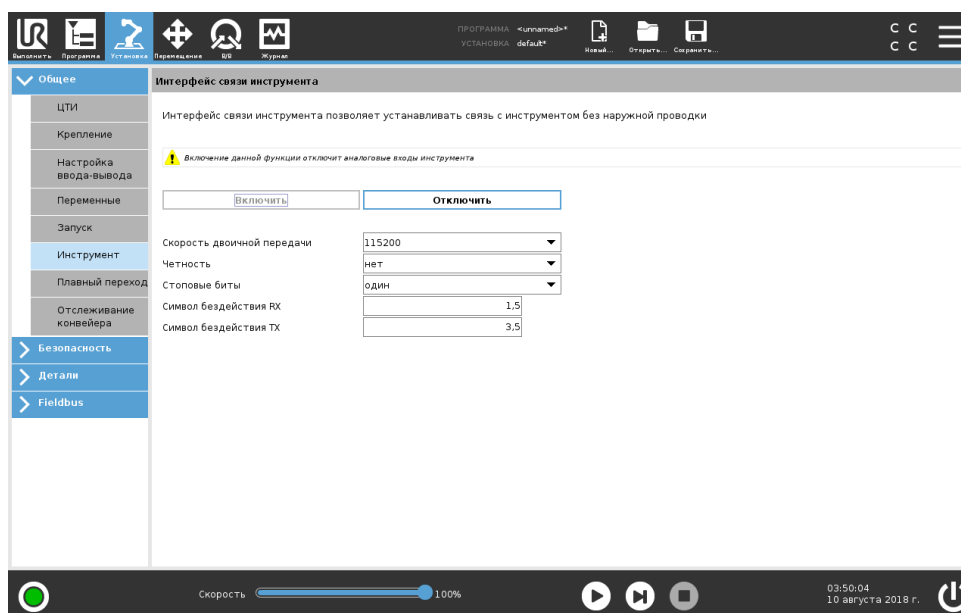 UR
ПРОГРАММА <unnamed>*
УСТАНОВКА default*
C C
C C
Выполнить Программа Установка Перемещение В/В Журнал
Новый... Открыть... Сохранить...
Общее
ЦТИ
Крепление
Настройка
ввода-вывода
Переменные
Запуск
Инструмент
Плавный переход
Отслеживание
конвейера
Безопасность
Детали
Fieldbus
Интерфейс связи инструмента
Интерфейс связи инструмента позволяет устанавливать связь с инструментом без наружной проводки
Включение данной функции отключит аналоговые входы инструмента
Включить Отключить
Скорость двоичной передачи 115200
Четность нет
Стоповые биты один
Символ бездействия RX 1,5
Символ бездействия TX 3,5
Скорость 100%
03:50:04
10 августа 2018 г.